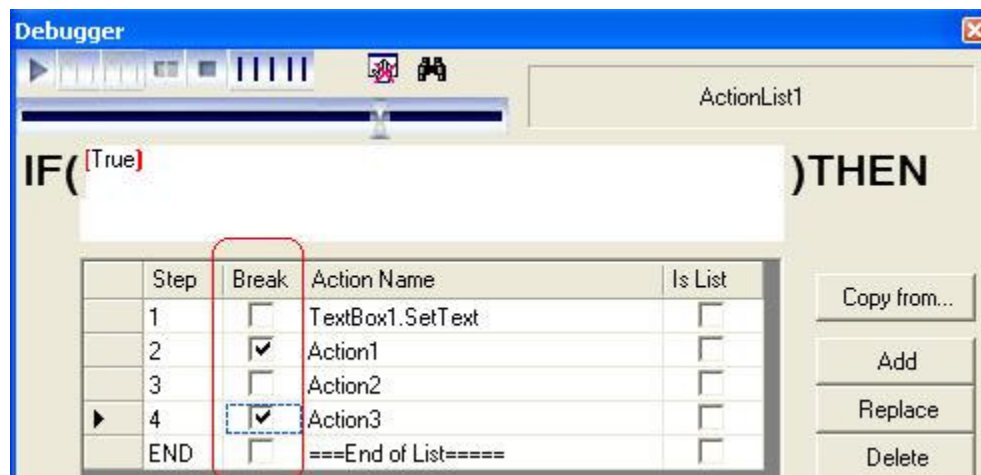 Debugger
ActionList1
IF( [True] )THEN
Step Break Action Name Is List
1 TextBox1.SetText
2 Action1
3 Action2
4 Action3
END ===End of List=====
Copy from...
Add
Replace
Delete